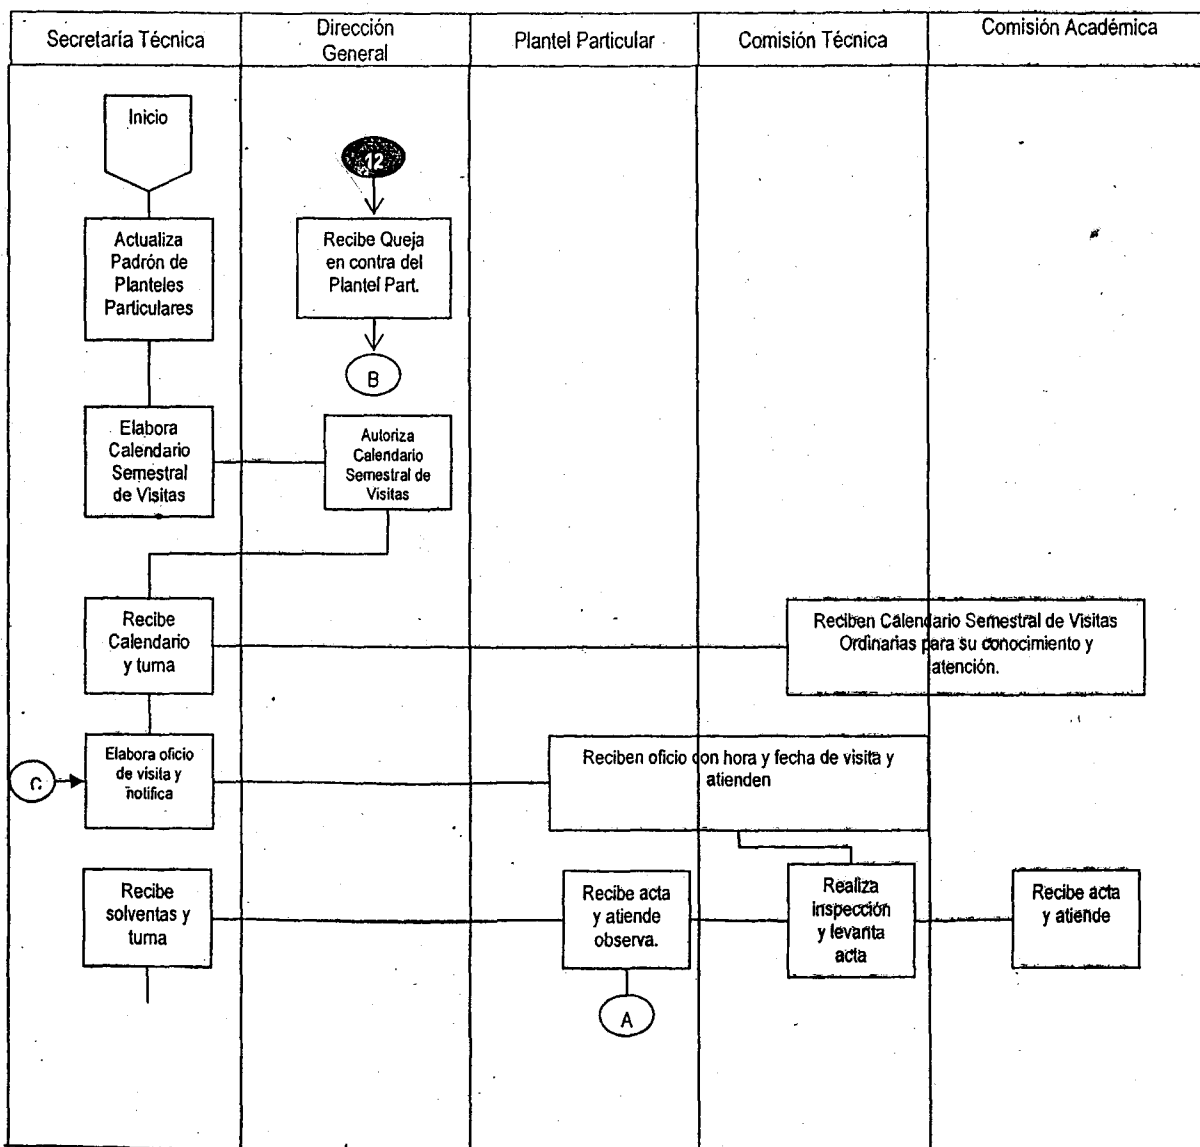 Secretaría Técnica
Dirección
General
Plantel Particular
Comisión Técnica
Comisión Académica
Inicio
12
Actualiza
Padrón de
Planteles
Particulares
Recibe Queja
en contra del
Plantel Part.
B
Elabora
Calendario
Semestral
de Visitas
Autoriza
Calendario
Semestral de
Visitas
Recibe
Calendario
y turna
Reciben Calendario Semestral de Visitas
Ordinarias para su conocimiento y
atención.
C
Elabora oficio
de visita y
notifica
Reciben oficio con hora y fecha de visita y
atienden
Recibe
solventas y
turna
Recibe acta
y atiende
observa.
Realiza
inspección
y levanta
acta
Recibe acta
y atiende
A